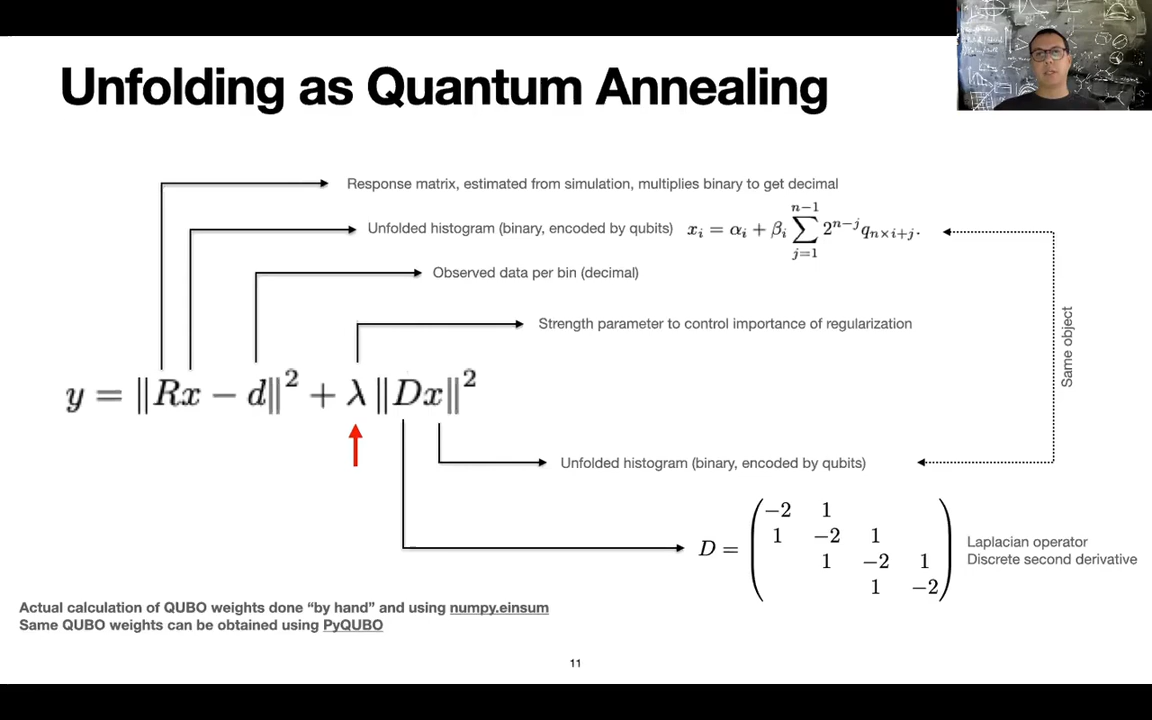 Unfolding as Quantum Annealing
Response matrix, estimated from simulation, multiplies binary to get decimal
Unfolded histogram (binary, encoded by qubits) x_i = α_i + β_i ∑_{j=1}^{n−1} 2^{n−j} q_{n×i+j}.
Observed data per bin (decimal)
Strength parameter to control importance of regularization
Same object
y = ‖Rx − d‖² + λ‖Dx‖²
Unfolded histogram (binary, encoded by qubits)
−2 1
1 −2 1
D =
1 −2 1
1 −2
Laplacian operator
Discrete second derivative
Actual calculation of QUBO weights done “by hand” and using numpy.einsum
Same QUBO weights can be obtained using PyQUBO
11